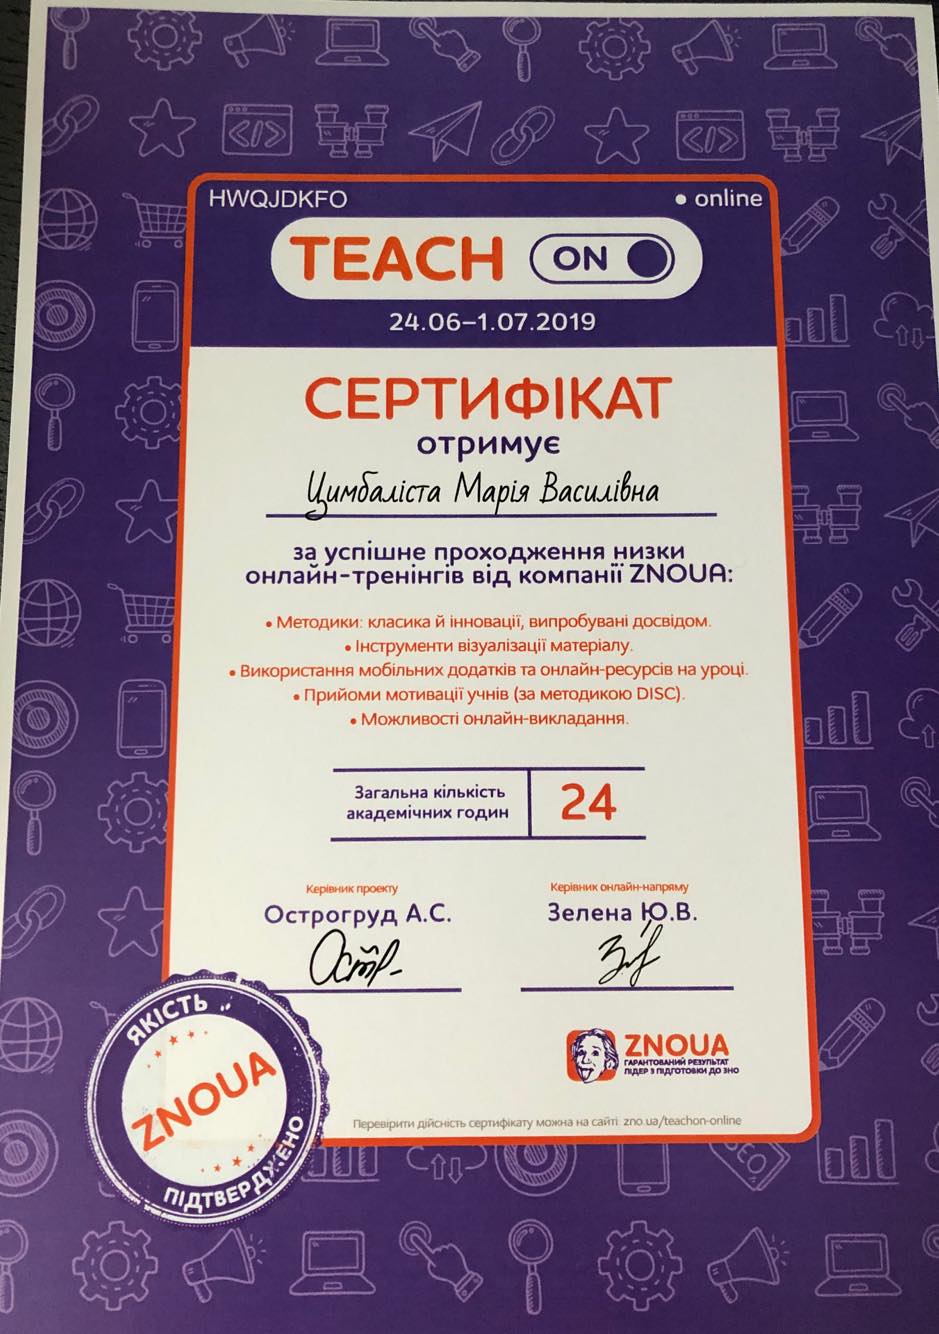 HWQJDKFO
• online
TEACH ON
24.06–1.07.2019
СЕРТИФІКАТ
отримує
Цимбаліста Марія Василівна
за успішне проходження низки
онлайн-тренінгів від компанії ZNOUA:
• Методики: класика й інновації, випробувані досвідом.
• Інструменти візуалізації матеріалу.
• Використання мобільних додатків та онлайн-ресурсів на уроці.
• Прийоми мотивації учнів (за методикою DISC).
• Можливості онлайн-викладання.
Загальна кількість
академічних годин
24
Керівник проекту
Острогруд А.С.
Остр-
Керівник онлайн-напряму
Зелена Ю.В.
ZNOUA
ГАРАНТОВАНИЙ РЕЗУЛЬТАТ
ЛІДЕР З ПІДГОТОВКИ ДО ЗНО
Перевірити дійсність сертифікату можна на сайті: zno.ua/teachon-online
ЯКІСТЬ
ZNOUA
ПІДТВЕРДЖЕНО
SEO